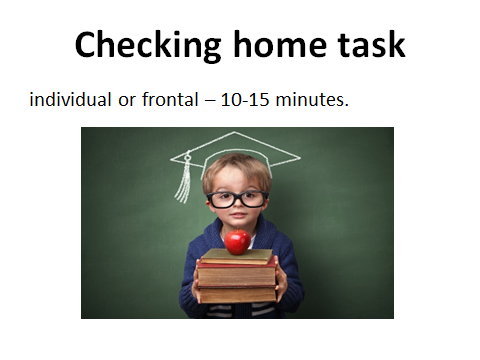 Checking home task
individual or frontal – 10-15 minutes.